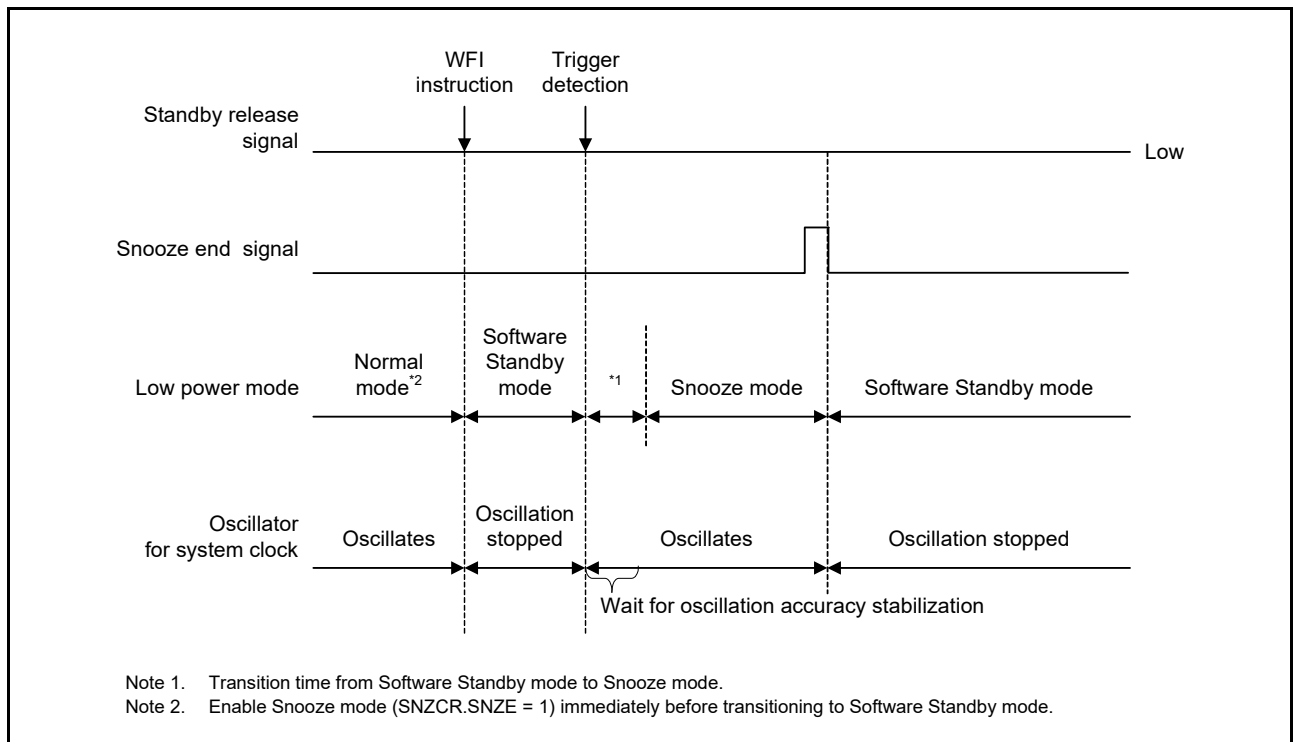 WFI
instruction
Trigger
detection
Standby release
signal
Low
Snooze end signal
Low power mode
Normal
mode*2
Software
Standby
mode
*1
Snooze mode
Software Standby mode
Oscillator
for system clock
Oscillates
Oscillation
stopped
Oscillates
Oscillation stopped
Wait for oscillation accuracy stabilization
Note 1. Transition time from Software Standby mode to Snooze mode.
Note 2. Enable Snooze mode (SNZCR.SNZE = 1) immediately before transitioning to Software Standby mode.